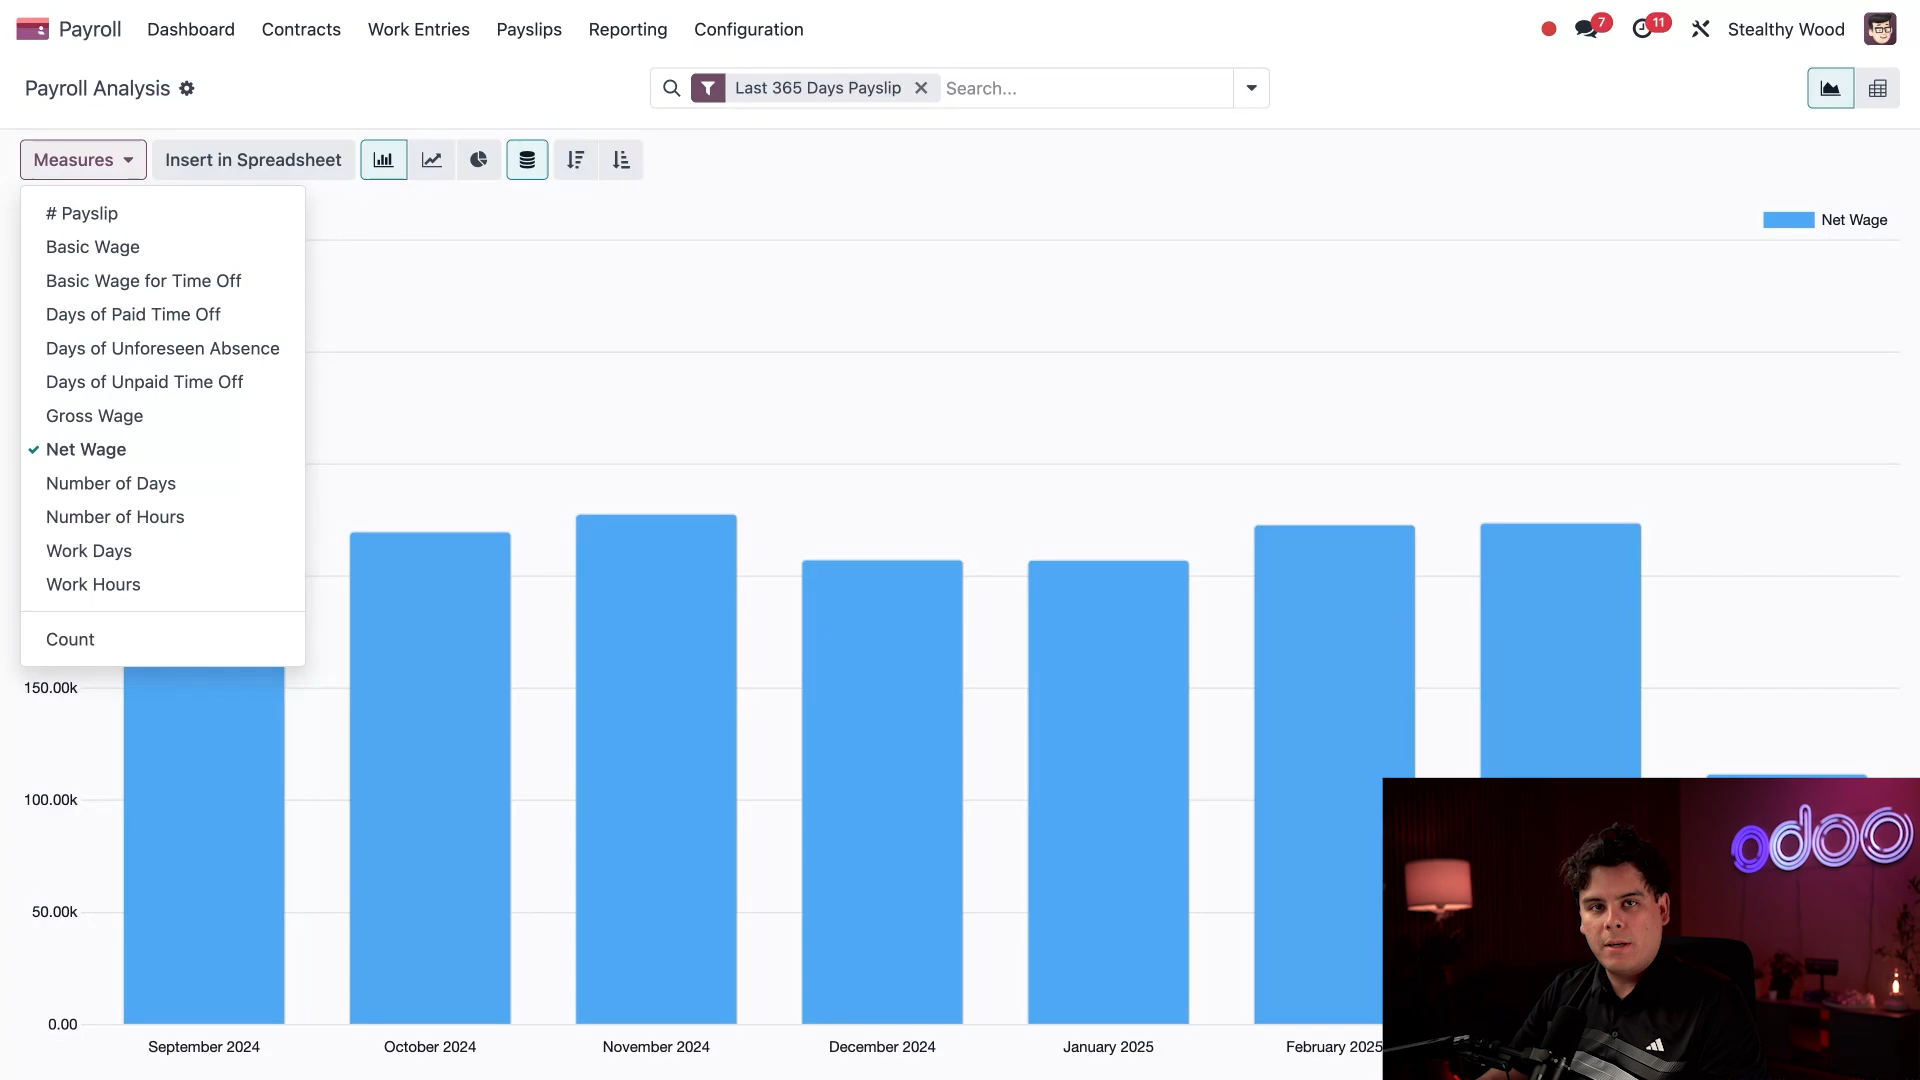 Payroll Dashboard Contracts Work Entries Payslips Reporting Configuration 7 11 Stealthy Wood
Payroll Analysis Last 365 Days Payslip Search...
Measures Insert in Spreadsheet
# Payslip
Basic Wage
Basic Wage for Time Off
Days of Paid Time Off
Days of Unforeseen Absence
Days of Unpaid Time Off
Gross Wage
Net Wage
Number of Days
Number of Hours
Work Days
Work Hours
Count
Net Wage
150.00k
100.00k
50.00k
0.00
September 2024 October 2024 November 2024 December 2024 January 2025 February 2025
odoo